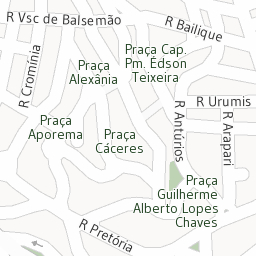 R Vsc de Balsemão
R Bailique
Praça Cap.
Pm. Edson
Teixeira
Praça
Alexânia
R Cromínia
R Urumis
R Antúrios
R Arapari
Praça
Aporema
Praça
Cáceres
Praça
Guilherme
Alberto Lopes
Chaves
R Pretória